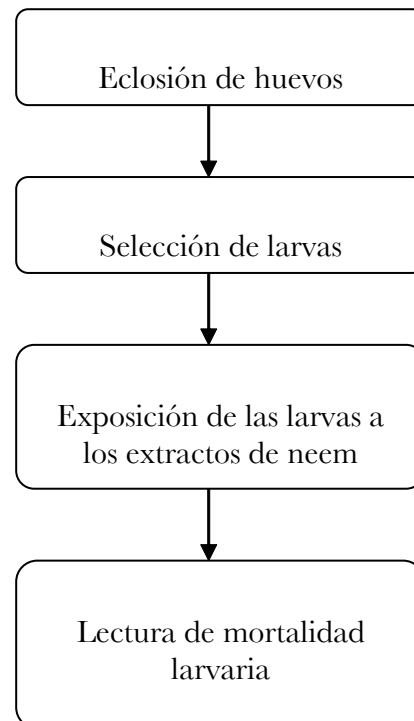 Eclosión de huevos
Selección de larvas
Exposición de las larvas a
los extractos de neem
Lectura de mortalidad
larvaria